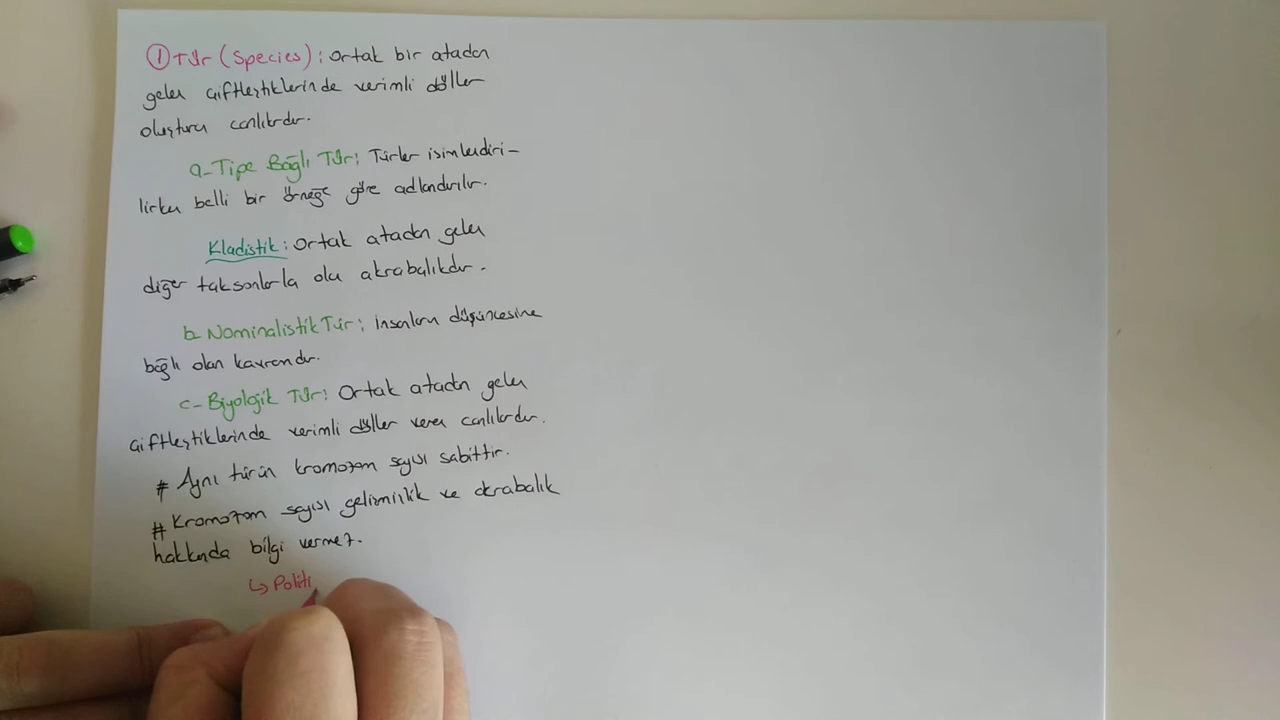 ① Tür (Species): Ortak bir atadan
gelen çiftleştiklerinde verimli döller
oluşturan canlılardır.
a-Tipe Bağlı Tür: Türler isimlendiri-
lirken belli bir örneğe göre adlandırılır.
Kladistik: Ortak atadan gelen
diğer taksonlarla olan akrabalıkdır.
b- Nominalistik Tür: insanların düşüncesine
bağlı olan kavramdır.
c- Biyolojik Tür: Ortak atadan gelen
çiftleştiklerinde verimli döller veren canlılardır.
# Aynı türün kromozom sayısı sabittir.
# Kromozom sayısı gelişmişlik ve akrabalık
hakkında bilgi vermez.
↳ Politi